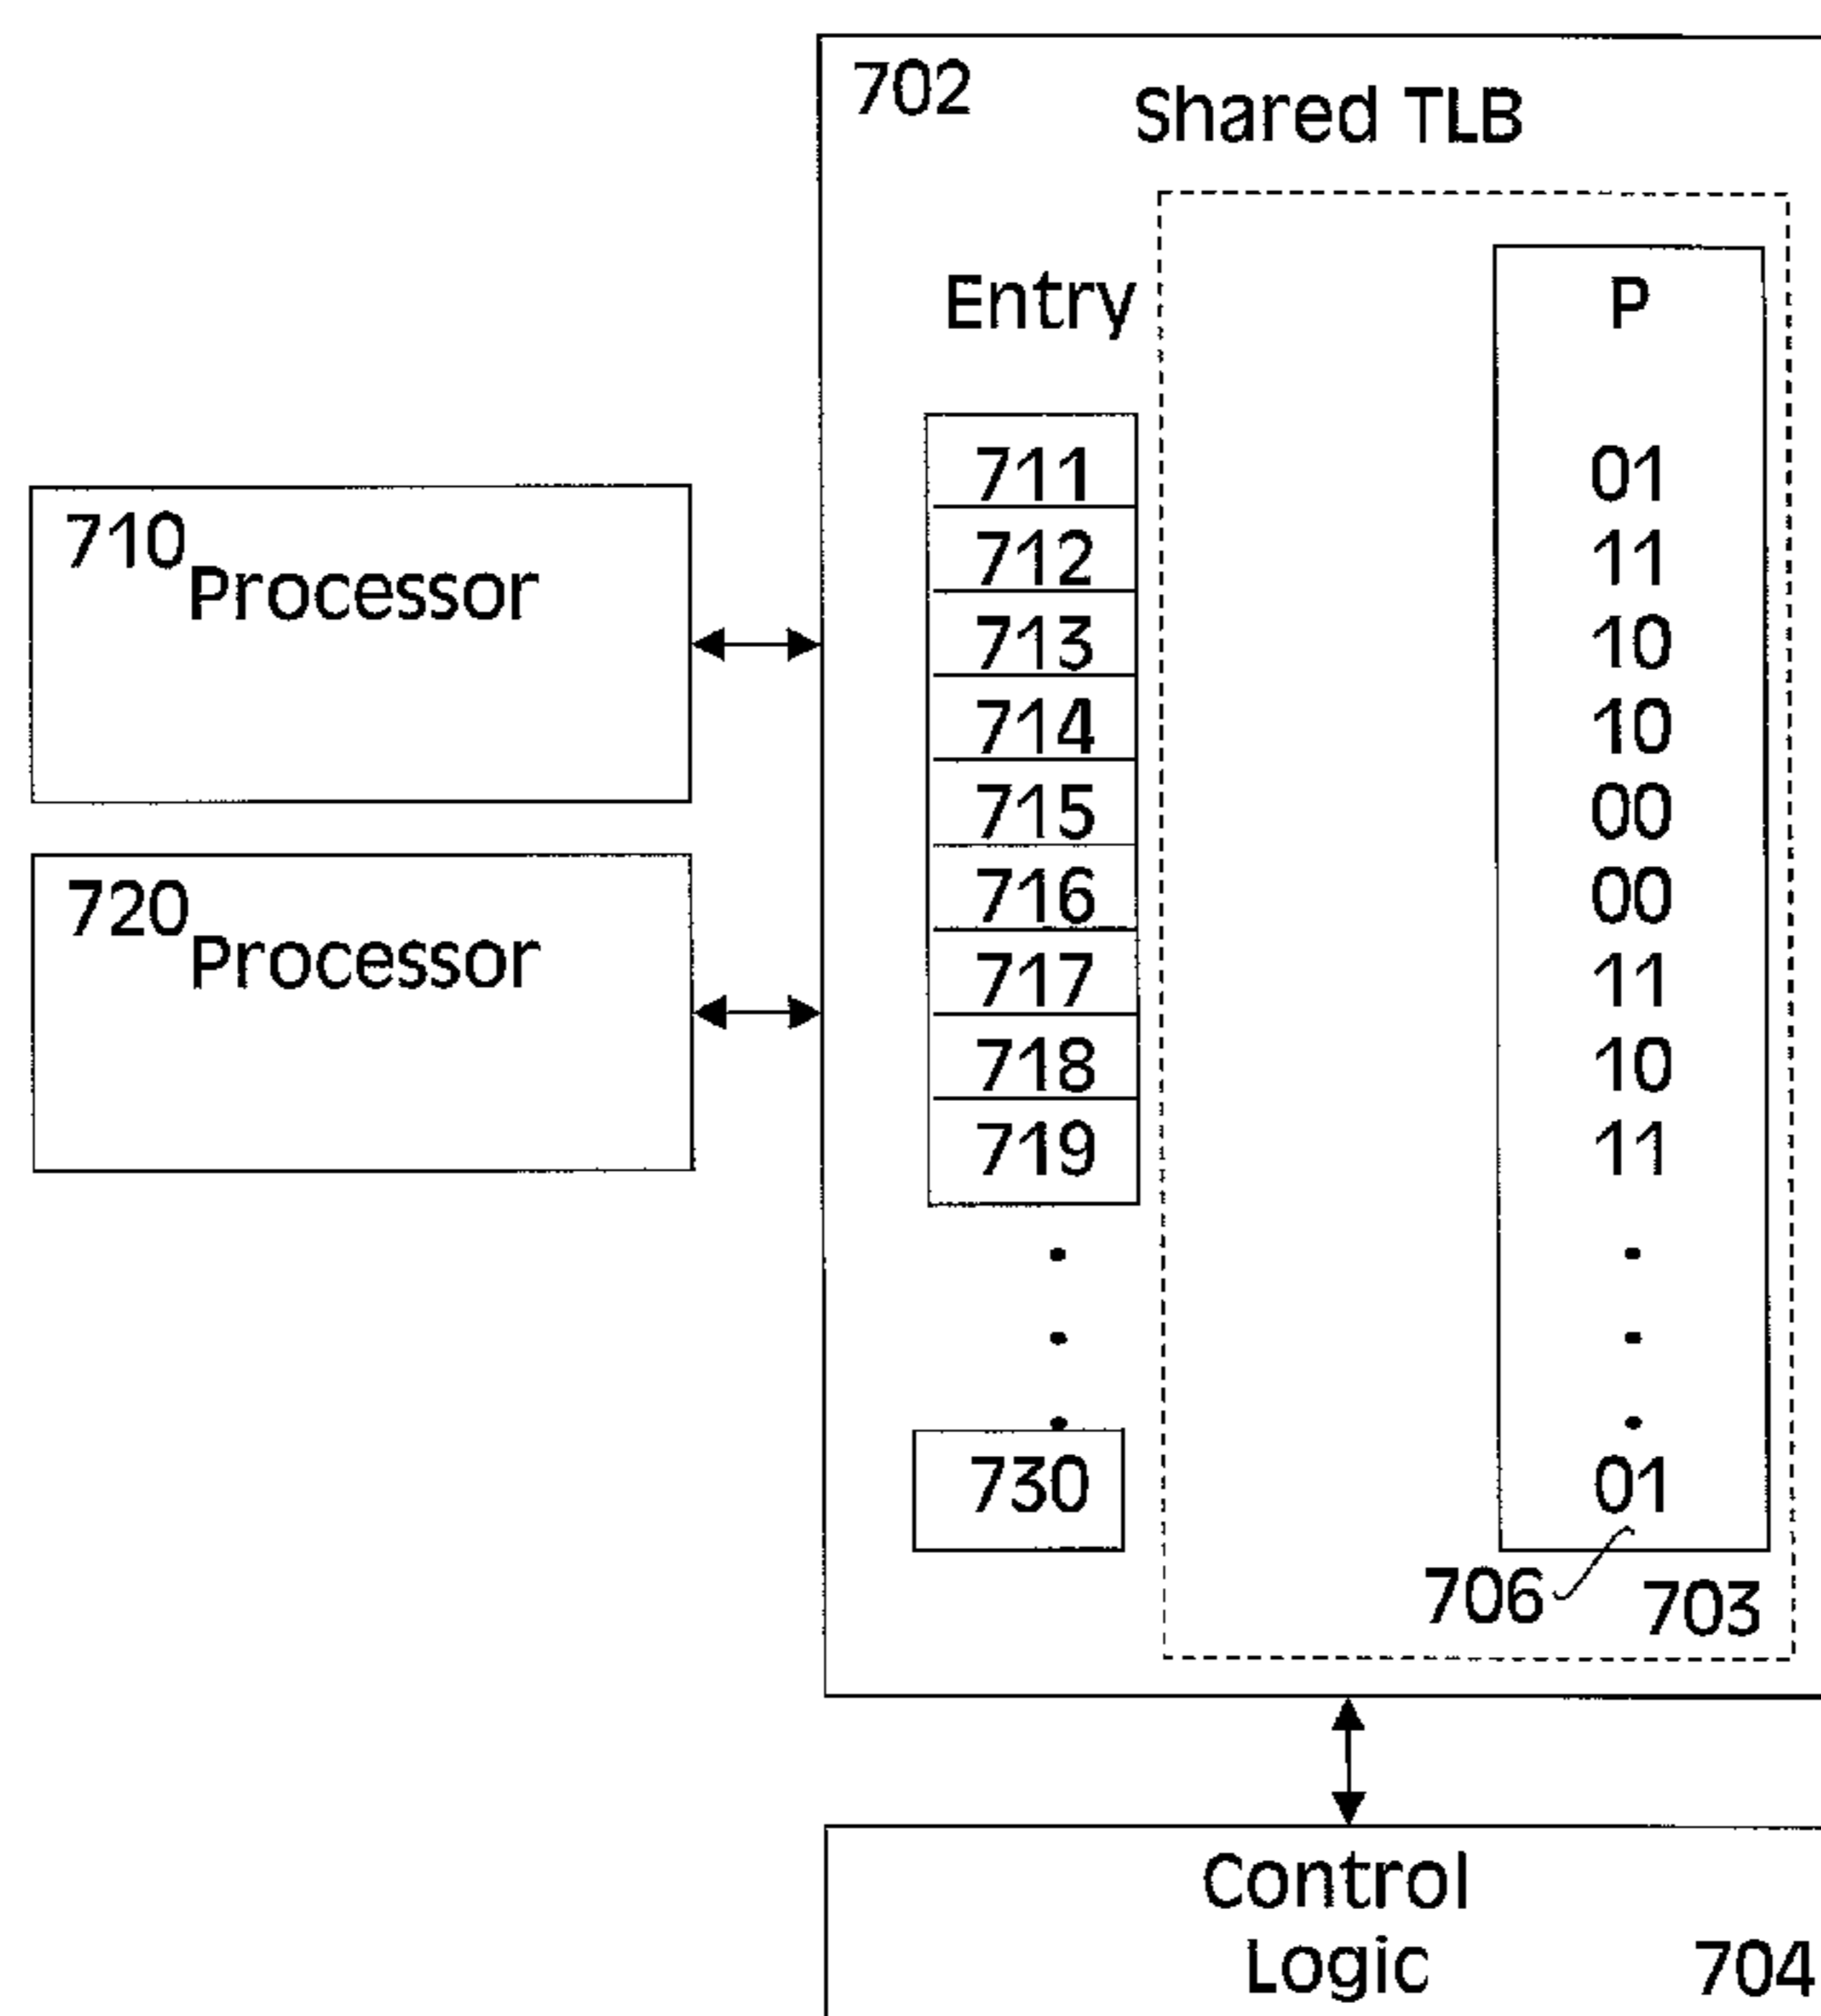 702
Shared TLB
Entry
P
711 01
712 11
713 10
714 10
715 00
716 00
717 11
718 10
719 11
730 01
706 703
710
Processor
720
Processor
Control
Logic
704